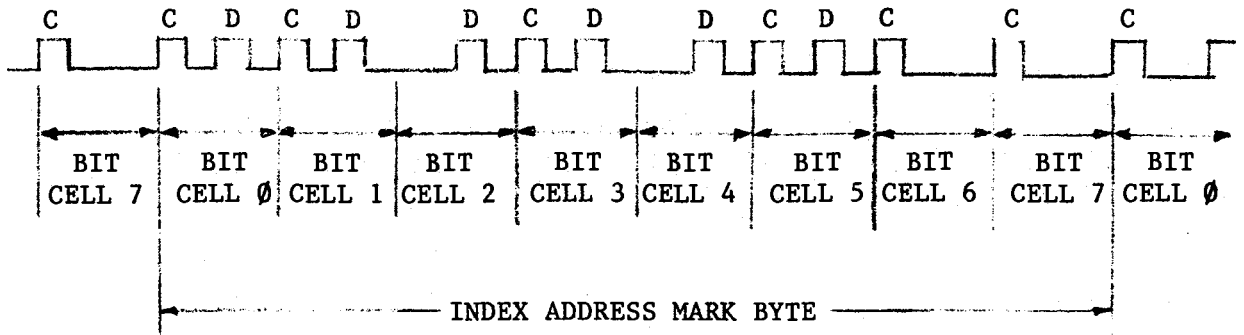 C C D C D D C D D C D C C C
BIT BIT BIT BIT BIT BIT BIT BIT BIT BIT
CELL 7 CELL Ø CELL 1 CELL 2 CELL 3 CELL 4 CELL 5 CELL 6 CELL 7 CELL Ø
INDEX ADDRESS MARK BYTE